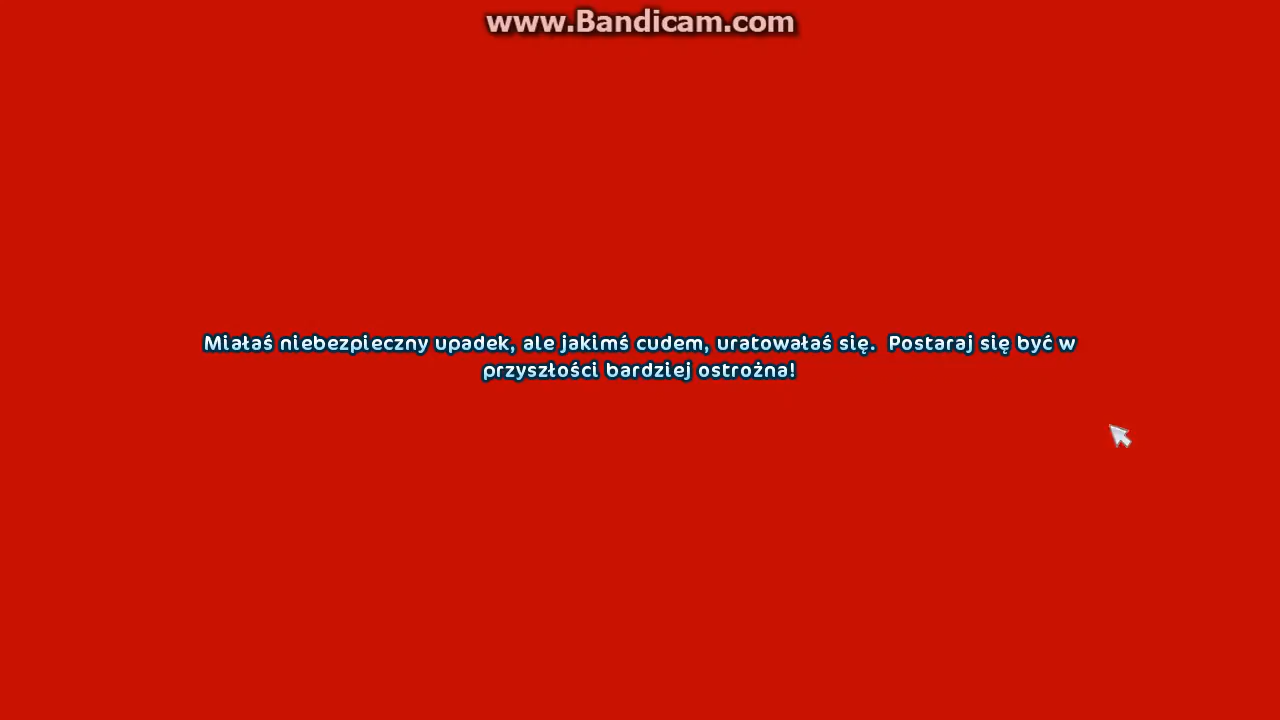 www.Bandicam.com
Miałaś niebezpieczny upadek, ale jakimś cudem, uratowałaś się.  Postaraj się być w
przyszłości bardziej ostrożna!